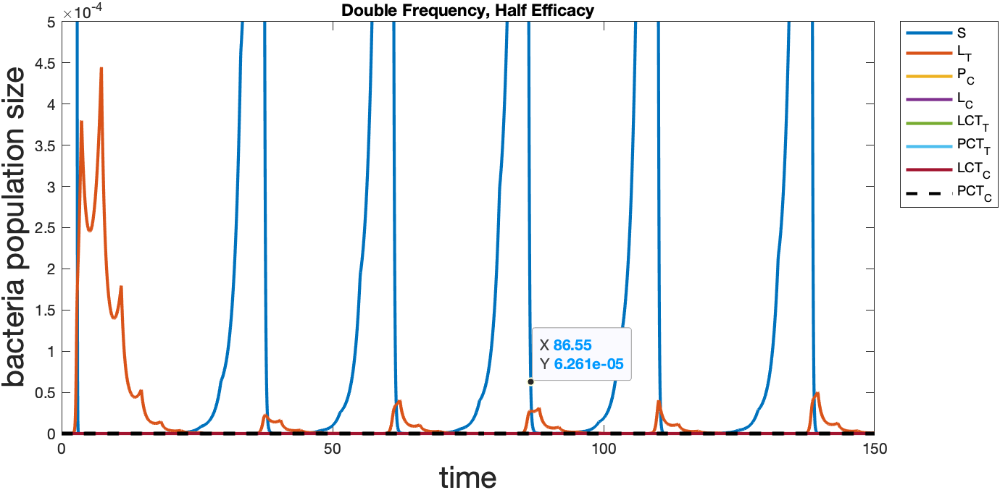 Double Frequency, Half Efficacy
×10⁻⁴
5
4.5
4
3.5
3
2.5
2
1.5
1
0.5
0
bacteria population size
0 50 100 150
time
X 86.55
Y 6.261e-05
S
L_T
P_C
L_C
LCT_T
PCT_T
LCT_C
PCT_C